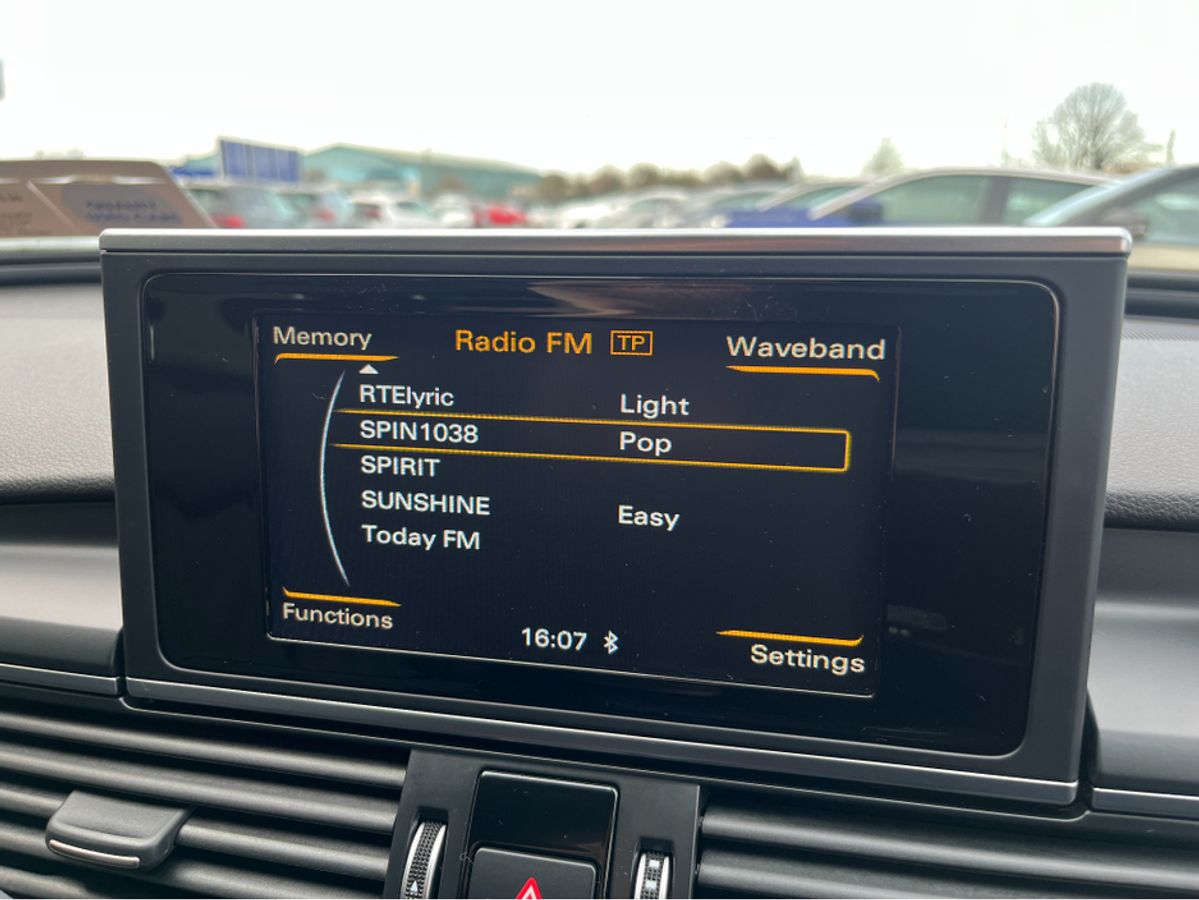 Memory Radio FM TP Waveband
RTElyric Light
SPIN1038 Pop
SPIRIT
SUNSHINE Easy
Today FM
Functions 16:07 Settings